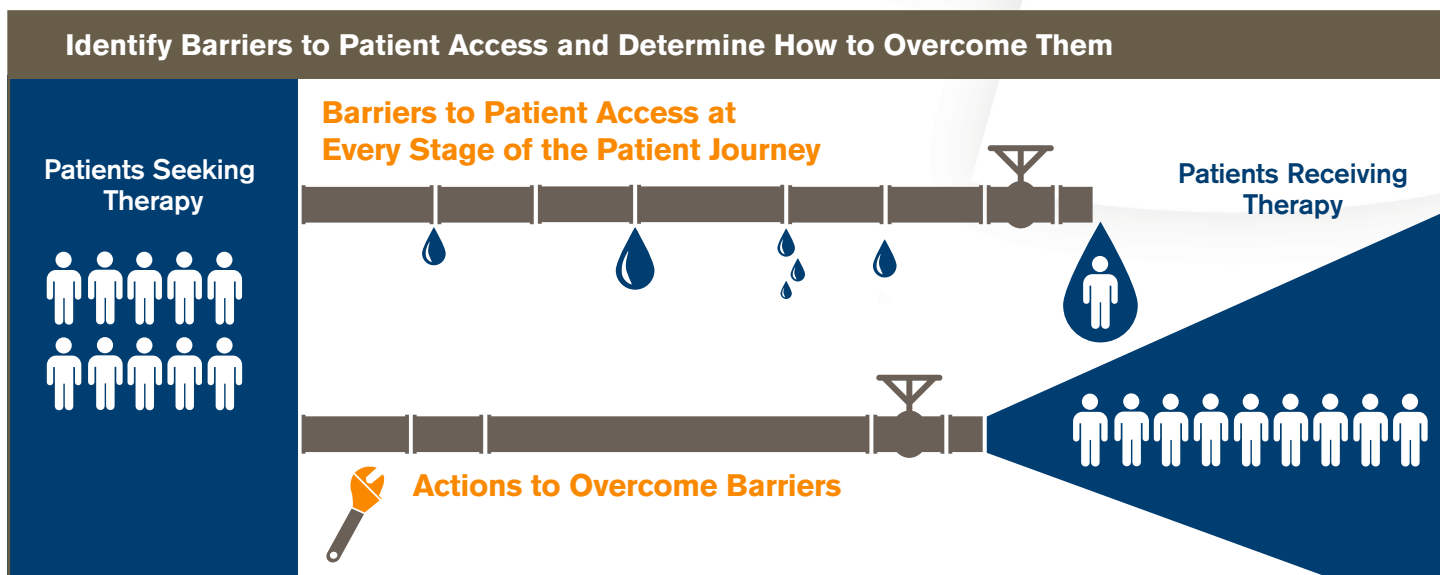 Identify Barriers to Patient Access and Determine How to Overcome Them
Patients Seeking
Therapy
Barriers to Patient Access at
Every Stage of the Patient Journey
Patients Receiving
Therapy
Actions to Overcome Barriers